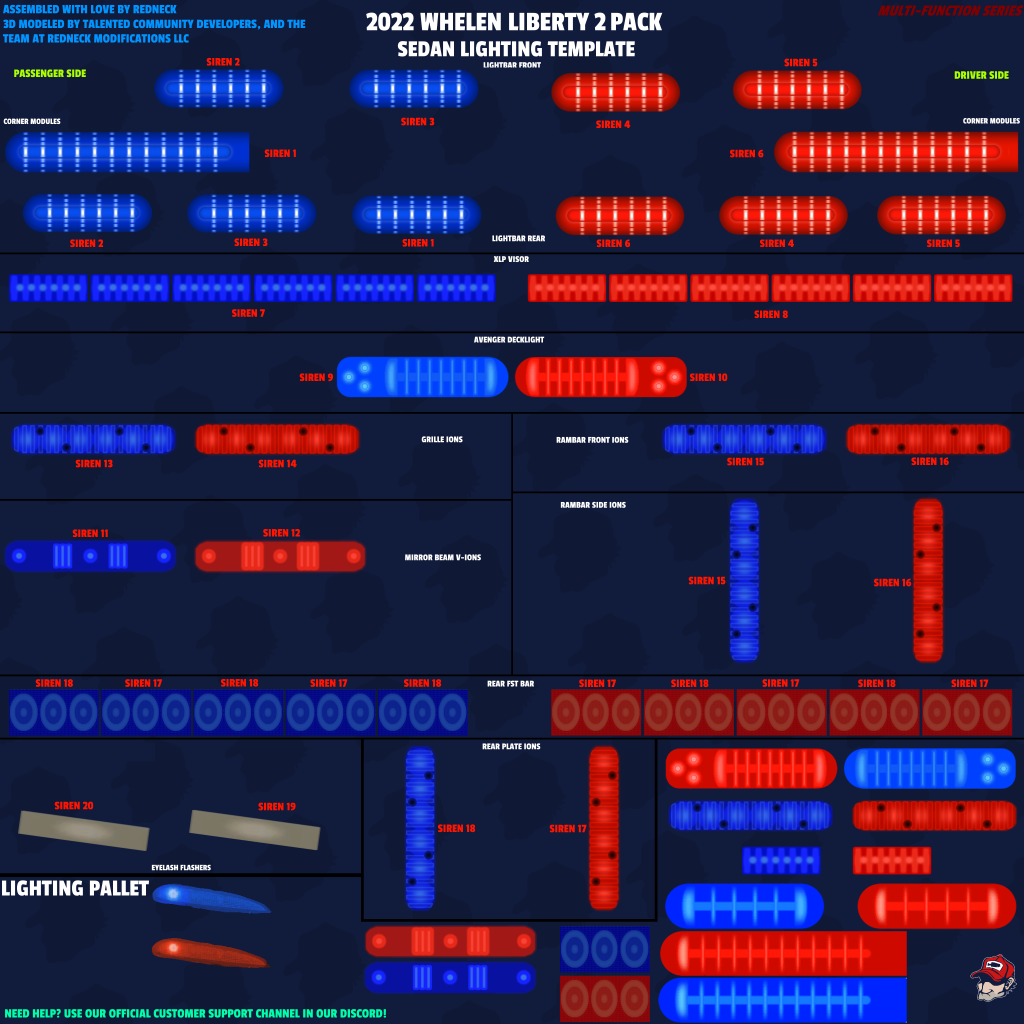 ASSEMBLED WITH LOVE BY REDNECK
3D MODELED BY TALENTED COMMUNITY DEVELOPERS, AND THE
TEAM AT REDNECK MODIFICATIONS LLC
2022 WHELEN LIBERTY 2 PACK
SEDAN LIGHTING TEMPLATE
MULTI-FUNCTION SERIES
LIGHTBAR FRONT
PASSENGER SIDE
SIREN 2
SIREN 5
DRIVER SIDE
SIREN 3
SIREN 4
CORNER MODULES
CORNER MODULES
SIREN 1
SIREN 6
SIREN 2
SIREN 3
SIREN 1
LIGHTBAR REAR
SIREN 6
SIREN 4
SIREN 5
XLP VISOR
SIREN 7
SIREN 8
AVENGER DECKLIGHT
SIREN 9
SIREN 10
GRILLE IONS
SIREN 13
SIREN 14
RAMBAR FRONT IONS
SIREN 15
SIREN 16
SIREN 11
SIREN 12
MIRROR BEAM V-IONS
RAMBAR SIDE IONS
SIREN 15
SIREN 16
SIREN 18
SIREN 17
SIREN 18
SIREN 17
SIREN 18
REAR FST BAR
SIREN 17
SIREN 18
SIREN 17
SIREN 18
SIREN 17
SIREN 20
SIREN 19
EYELASH FLASHERS
REAR PLATE IONS
SIREN 18
SIREN 17
LIGHTING PALLET
NEED HELP? USE OUR OFFICIAL CUSTOMER SUPPORT CHANNEL IN OUR DISCORD!